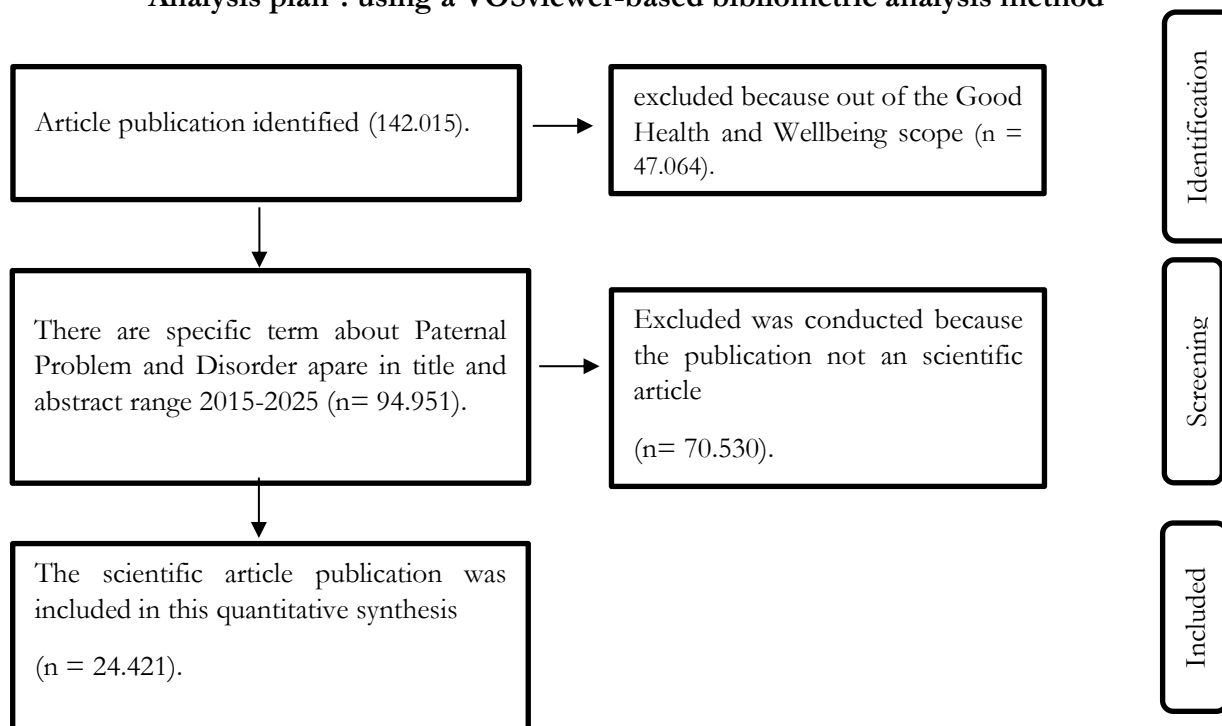 Analysis plan : using a VOSviewer-based bibliometric analysis method
Article publication identified (142.015).
excluded because out of the Good
Health and Wellbeing scope (n =
47.064).
Identification
There are specific term about Paternal
Problem and Disorder apare in title and
abstract range 2015-2025 (n= 94.951).
Excluded was conducted because
the publication not an scientific
article
(n= 70.530).
Screening
The scientific article publication was
included in this quantitative synthesis
(n = 24.421).
Included